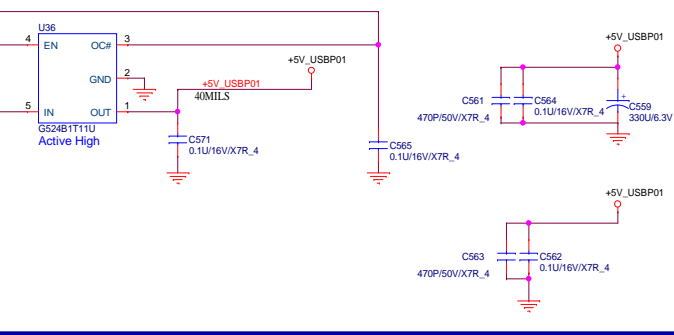 U36
4 EN OC# 3
GND 2
5 IN OUT 1
G524B1T11U
Active High
+5V_USBP01
40MILS
+5V_USBP01
C571
0.1U/16V/X7R_4
C565
0.1U/16V/X7R_4
+5V_USBP01
C561
470P/50V/X7R_4
C564
0.1U/16V/X7R_4
+
C559
330U/6.3V
+5V_USBP01
C563
470P/50V/X7R_4
C562
0.1U/16V/X7R_4